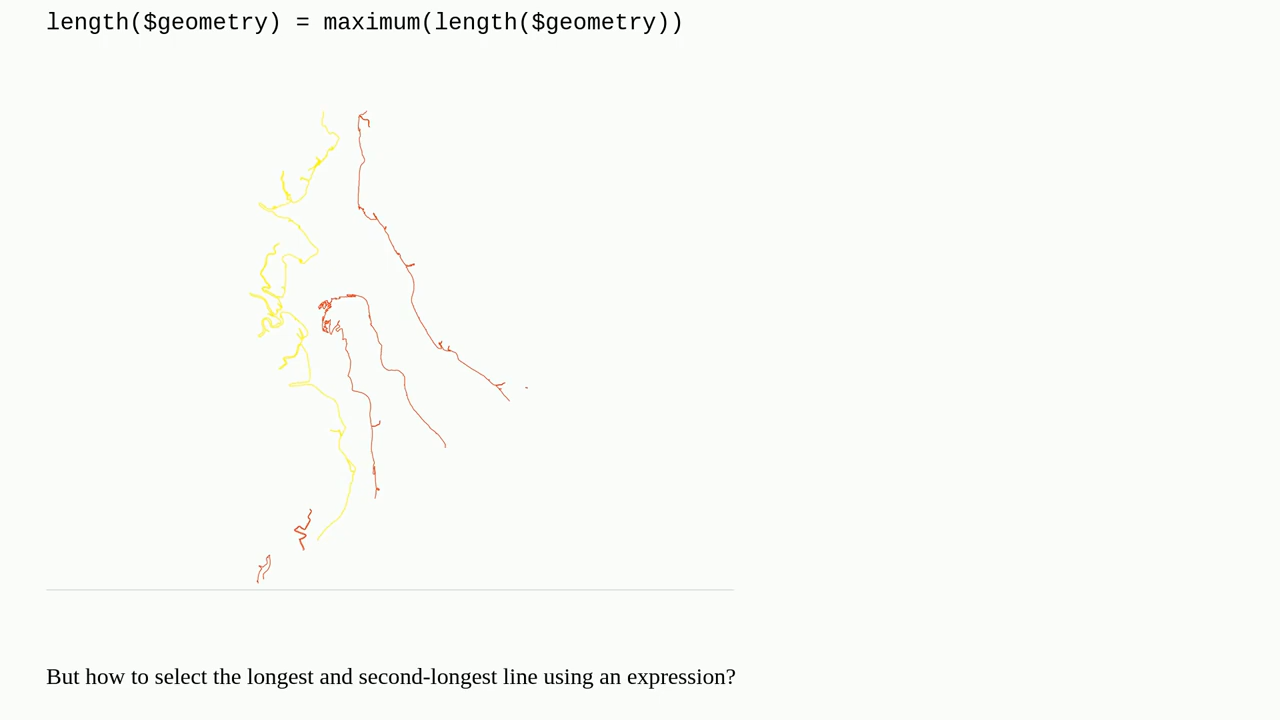 length($geometry) = maximum(length($geometry))
But how to select the longest and second-longest line using an expression?